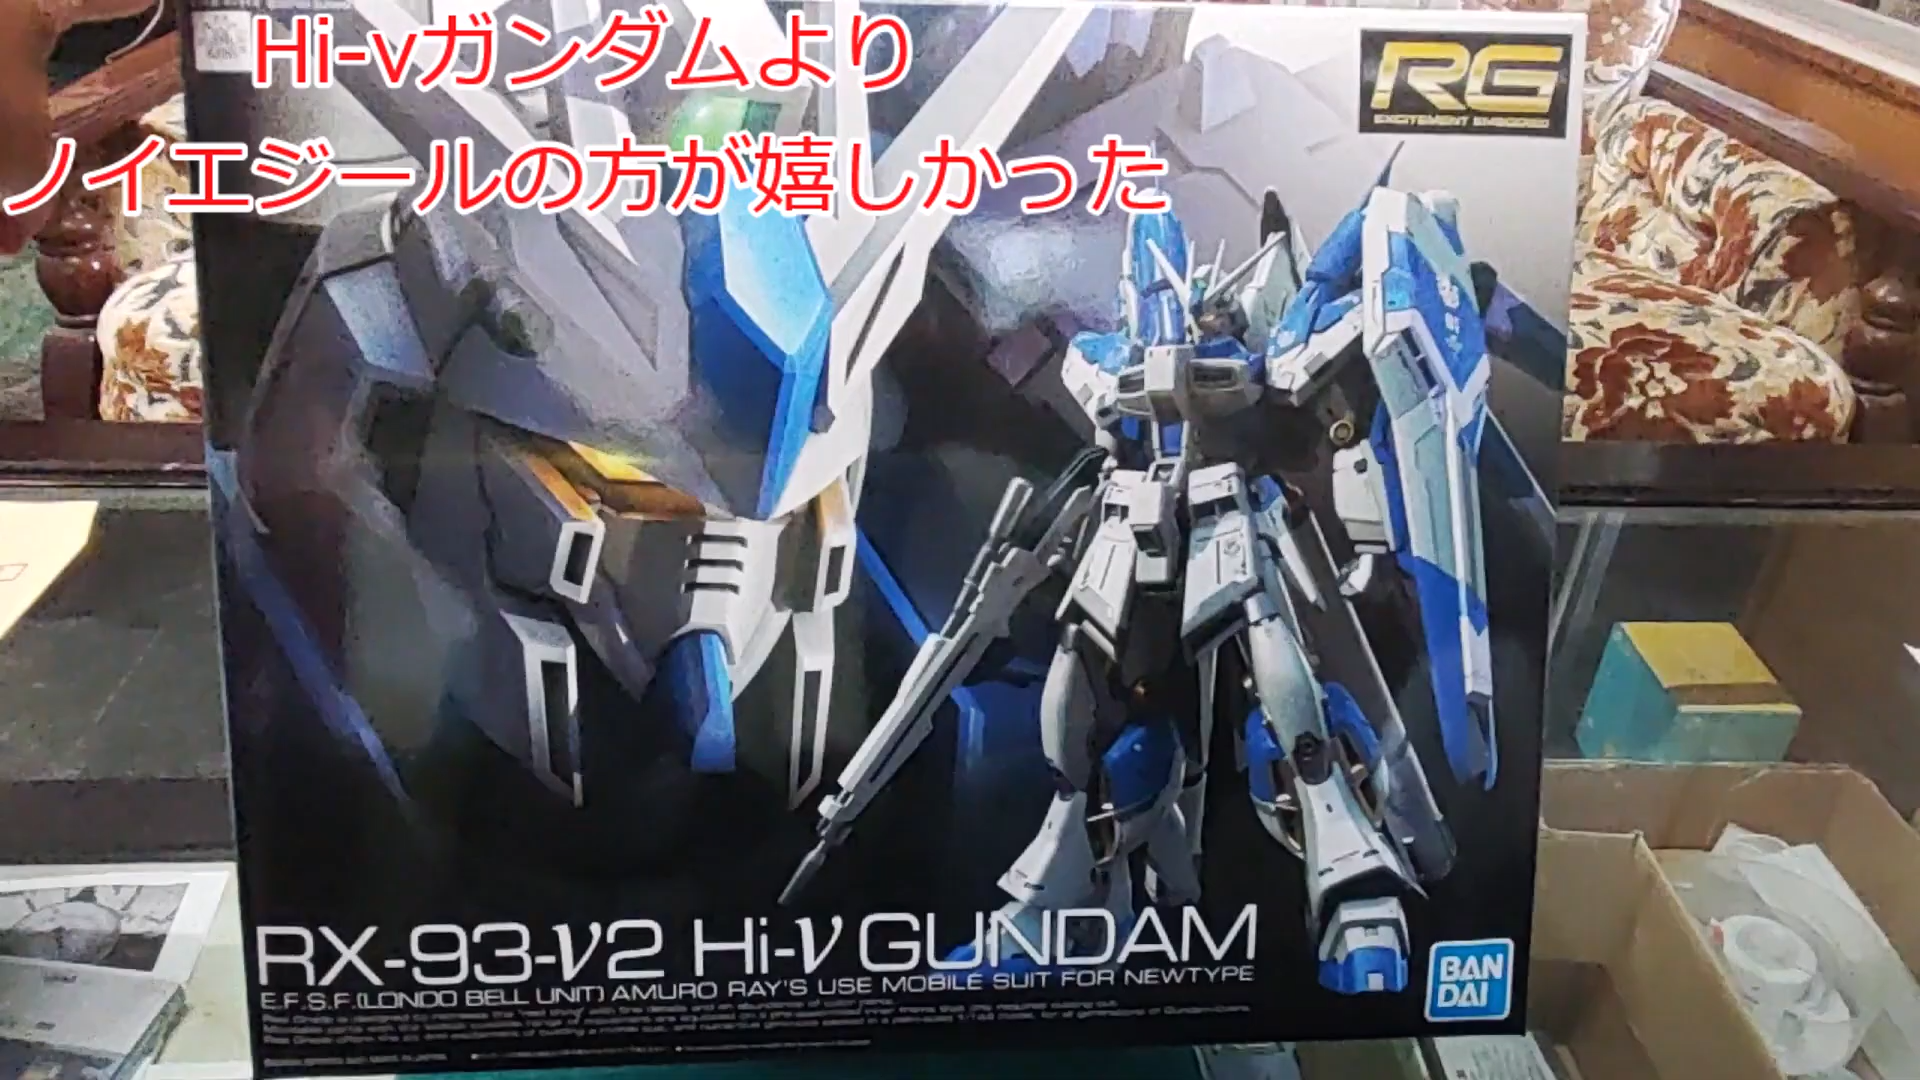 Hi-νガンダムより
ノイエジールの方が嬉しかった
RG
EXCITEMENT EMBODIED
RX-93-ν2 Hi-ν GUNDAM
E.F.S.F.(LONDO BELL UNIT) AMURO RAY'S USE MOBILE SUIT FOR NEWTYPE
BAN
DAI